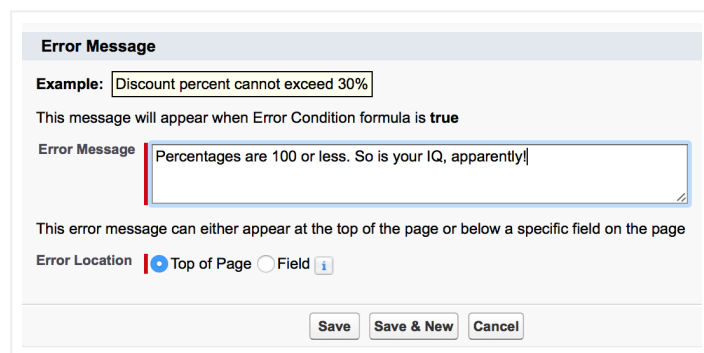 Error Message
Example: Discount percent cannot exceed 30%
This message will appear when Error Condition formula is true
Error Message Percentages are 100 or less. So is your IQ, apparently!
This error message can either appear at the top of the page or below a specific field on the page
Error Location Top of Page Field i
Save Save & New Cancel